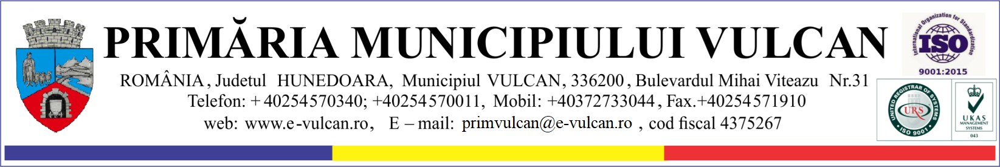 PRIMĂRIA MUNICIPIULUI VULCAN
ROMÂNIA, Judetul HUNEDOARA, Municipiul VULCAN, 336200, Bulevardul Mihai Viteazu Nr.31
Telefon: +40254570340; +40254570011, Mobil: +40372733044, Fax.+40254571910
web: www.e-vulcan.ro, E – mail: primvulcan@e-vulcan.ro , cod fiscal 4375267
International Organization for Standardization
ISO
9001:2015
UNITED REGISTRAR OF SYSTEMS
URS
• ISO 9001 •
UKAS
MANAGEMENT
SYSTEMS
043